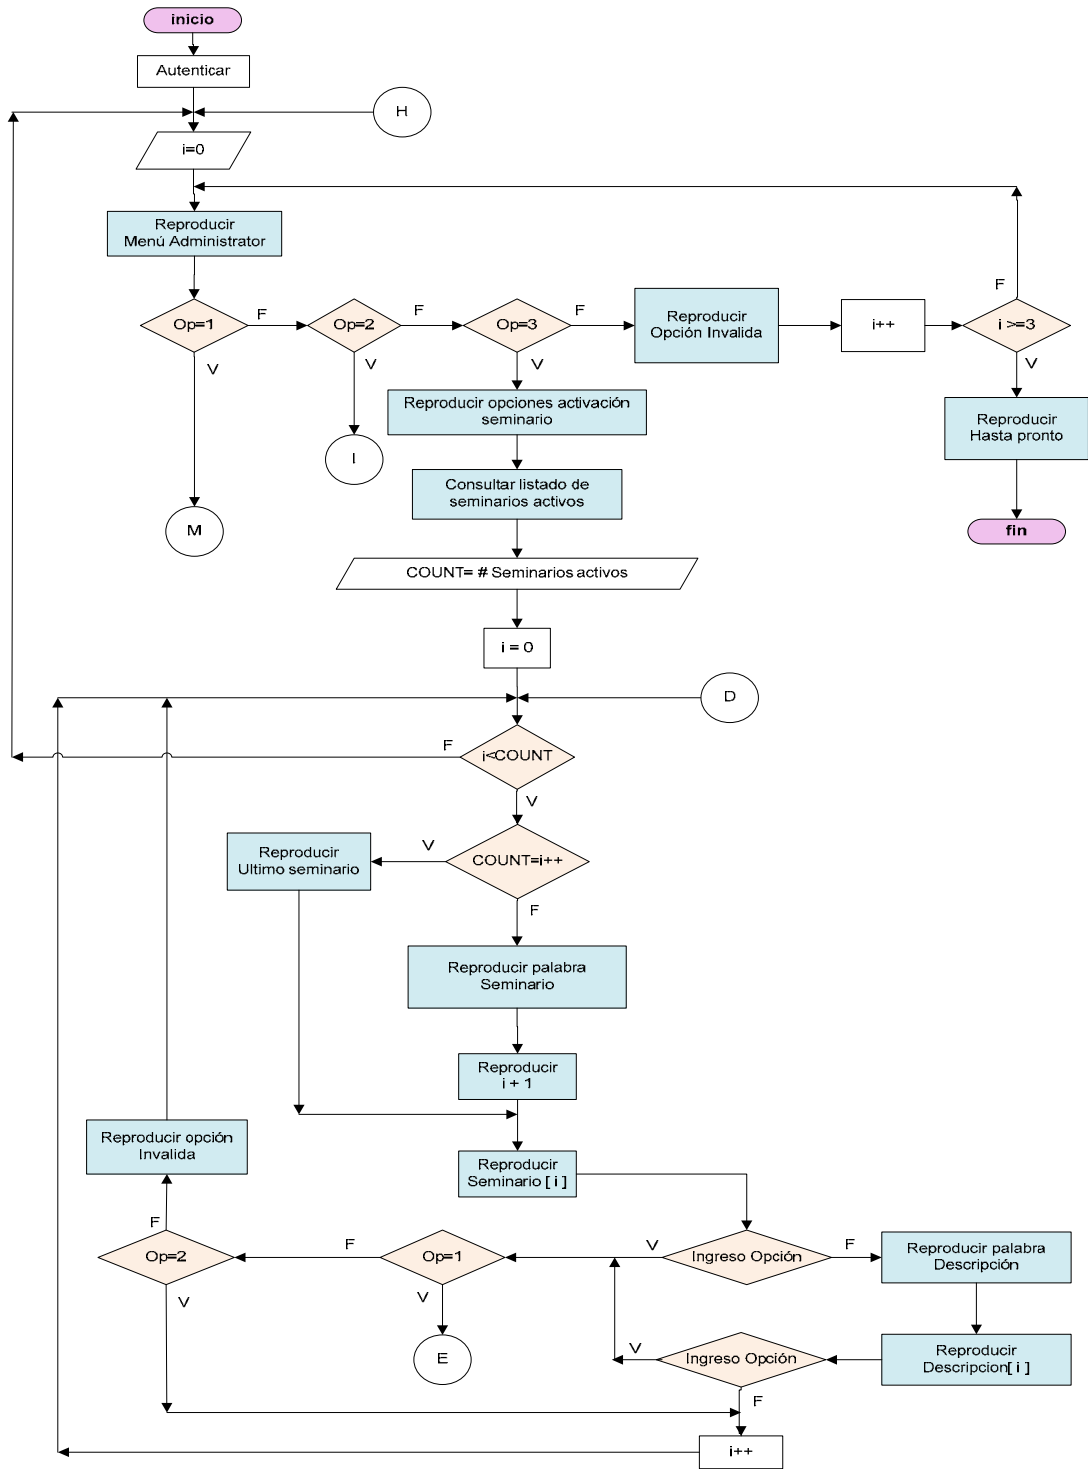 inicio
Autenticar
H
i=0
Reproducir
Menú Administrator
Op=1
F
V
Op=2
F
V
Op=3
F
V
Reproducir
Opción Invalida
i++
i >=3
F
V
Reproducir
Hasta pronto
fin
Reproducir opciones activación
seminario
I
Consultar listado de
seminarios activos
M
COUNT= # Seminarios activos
i = 0
D
i<COUNT
F
V
COUNT=i++
V
F
Reproducir
Ultimo seminario
Reproducir palabra
Seminario
Reproducir
i + 1
Reproducir opción
Invalida
Reproducir
Seminario [ i ]
F
Op=2
V
F
Op=1
V
V
Ingreso Opción
F
Reproducir palabra
Descripción
E
V
Ingreso Opción
F
Reproducir
Descripcion[ i ]
i++